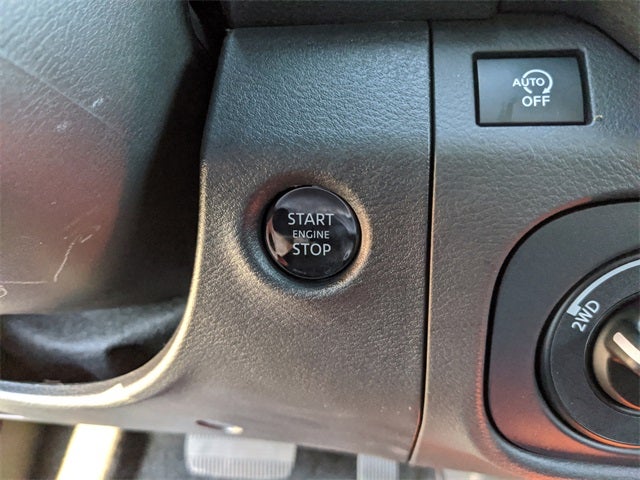 AUTO
OFF
START
ENGINE
STOP
2WD